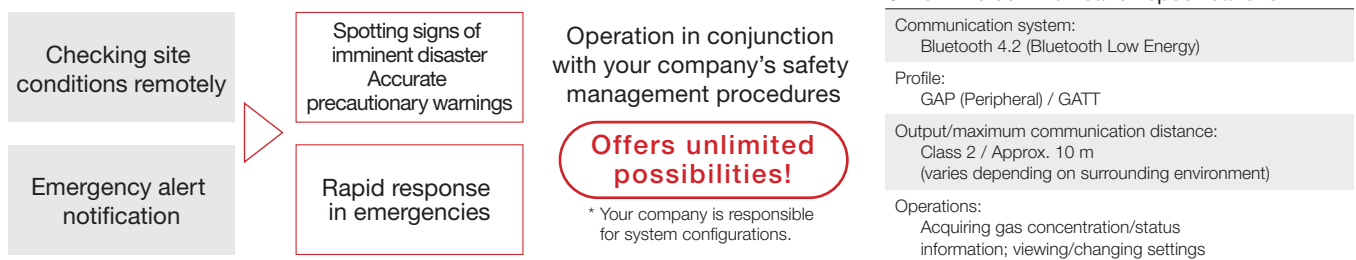 Checking site
conditions remotely
Emergency alert
notification
Spotting signs of
imminent disaster
Accurate
precautionary warnings
Rapid response
in emergencies
Operation in conjunction
with your company’s safety
management procedures
Offers unlimited
possibilities!
* Your company is responsible
for system configurations.
Communication system:
Bluetooth 4.2 (Bluetooth Low Energy)
Profile:
GAP (Peripheral) / GATT
Output/maximum communication distance:
Class 2 / Approx. 10 m
(varies depending on surrounding environment)
Operations:
Acquiring gas concentration/status
information; viewing/changing settings